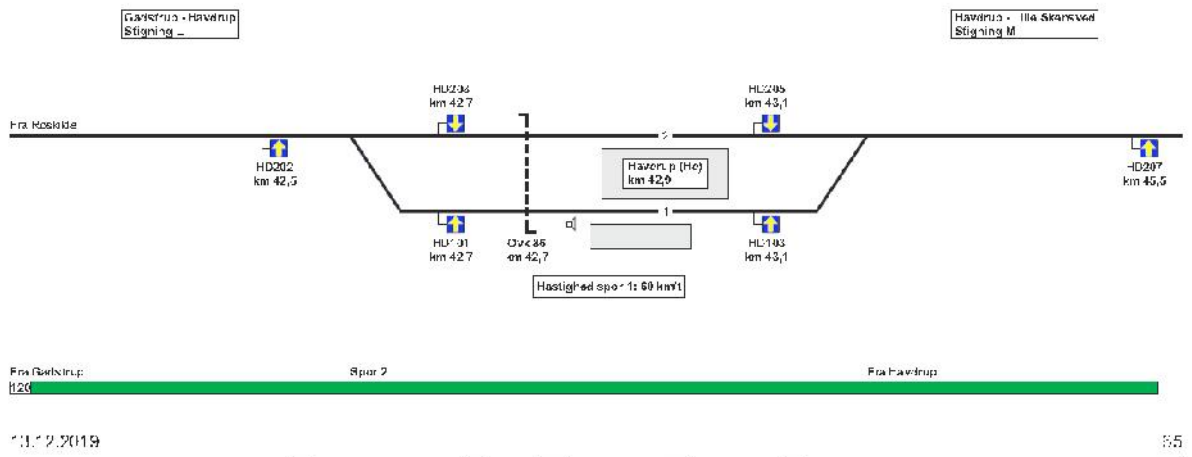 Gadstrup - Havdrup
Stigning
Havdrup - Lille Skensved
Stigning M
HD203
km 42,7
HD205
km 43,1
Fra Roskilde
2
HD202
km 42,5
Havdrup (Hc)
km 42,9
HD207
km 45,5
1
HD101
km 42,7
Ovk 86
km 42,7
HD103
km 43,1
Hastighed spor 1: 60 km/t
Fra Gadstrup
Spor 2
Fra Havdrup
120
13.12.2019